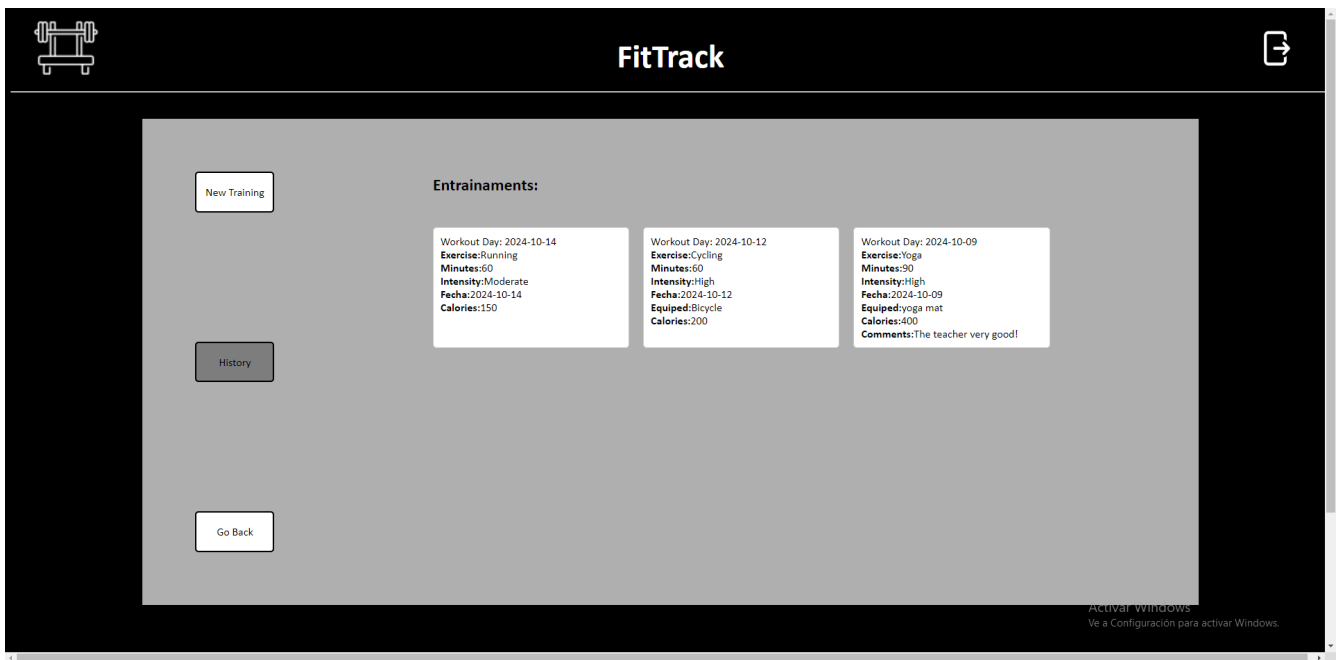 FitTrack
New Training
History
Go Back
Entrainaments:
Workout Day: 2024-10-14
Exercise:Running
Minutes:60
Intensity:Moderate
Fecha:2024-10-14
Calories:150
Workout Day: 2024-10-12
Exercise:Cycling
Minutes:60
Intensity:High
Fecha:2024-10-12
Equiped:Bicycle
Calories:200
Workout Day: 2024-10-09
Exercise:Yoga
Minutes:90
Intensity:High
Fecha:2024-10-09
Equiped:yoga mat
Calories:400
Comments:The teacher very good!
Activar Windows
Ve a Configuración para activar Windows.